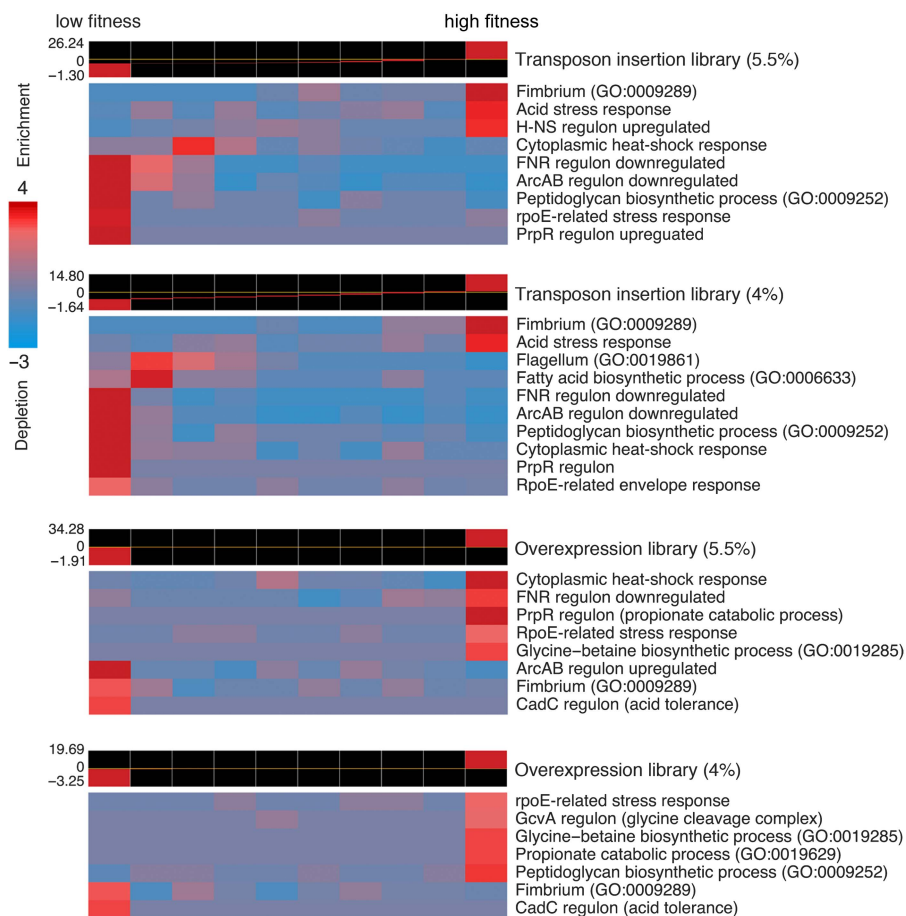 low fitness
high fitness
26.24
0
−1.30
Transposon insertion library (5.5%)
Fimbrium (GO:0009289)
Acid stress response
H-NS regulon upregulated
Cytoplasmic heat-shock response
FNR regulon downregulated
ArcAB regulon downregulated
Peptidoglycan biosynthetic process (GO:0009252)
rpoE-related stress response
PrpR regulon upreguated
Enrichment
4
−3
Depletion
14.80
0
−1.64
Transposon insertion library (4%)
Fimbrium (GO:0009289)
Acid stress response
Flagellum (GO:0019861)
Fatty acid biosynthetic process (GO:0006633)
FNR regulon downregulated
ArcAB regulon downregulated
Peptidoglycan biosynthetic process (GO:0009252)
Cytoplasmic heat-shock response
PrpR regulon
RpoE-related envelope response
34.28
0
−1.91
Overexpression library (5.5%)
Cytoplasmic heat-shock response
FNR regulon downregulated
PrpR regulon (propionate catabolic process)
RpoE-related stress response
Glycine−betaine biosynthetic process (GO:0019285)
ArcAB regulon upregulated
Fimbrium (GO:0009289)
CadC regulon (acid tolerance)
19.69
0
−3.25
Overexpression library (4%)
rpoE-related stress response
GcvA regulon (glycine cleavage complex)
Glycine−betaine biosynthetic process (GO:0019285)
Propionate catabolic process (GO:0019629)
Peptidoglycan biosynthetic process (GO:0009252)
Fimbrium (GO:0009289)
CadC regulon (acid tolerance)